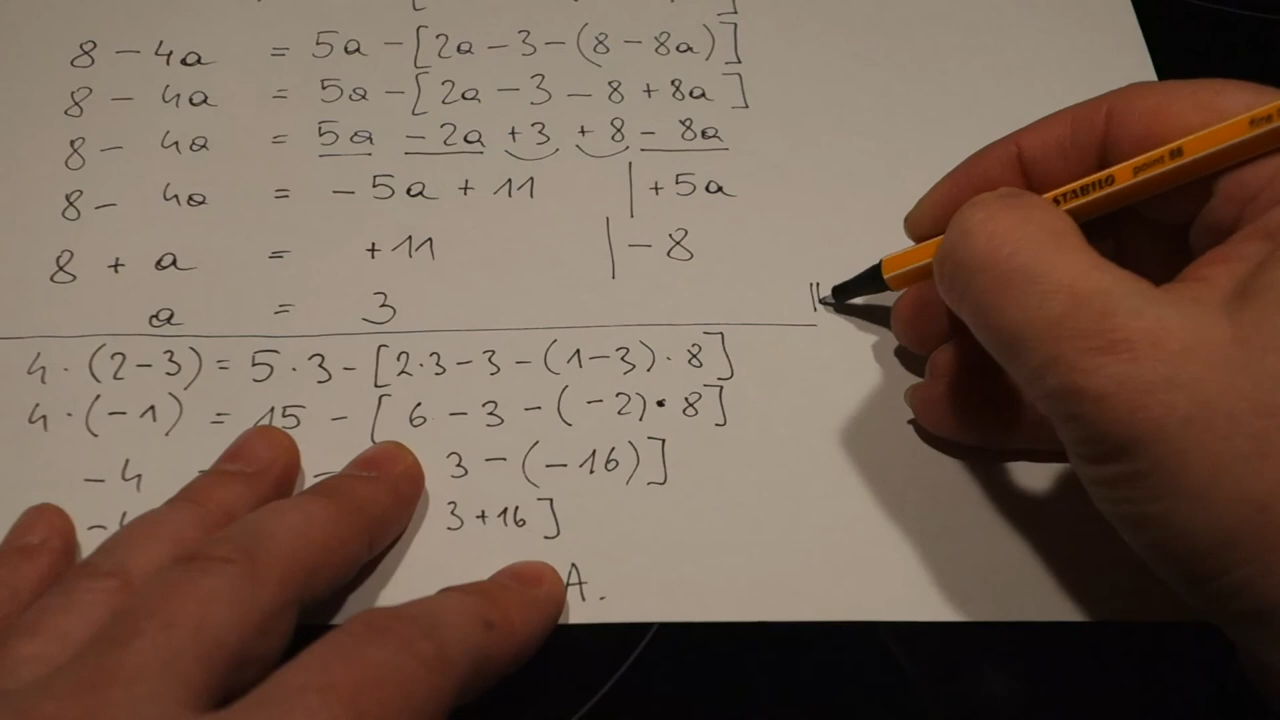 8 - 4a = 5a - [2a - 3 - (8 - 8a)]
8 - 4a = 5a - [2a - 3 - 8 + 8a]
8 - 4a = 5a - 2a + 3 + 8 - 8a
8 - 4a = - 5a + 11 | + 5a
8 + a = + 11 | - 8
a = 3
4 · (2 - 3) = 5 · 3 - [2 · 3 - 3 - (1 - 3) · 8]
4 · (- 1) = 15 - [6 - 3 - (- 2) · 8]
- 4 - 3 - (- 16)]
- 3 + 16]
A.
STABILO point 88